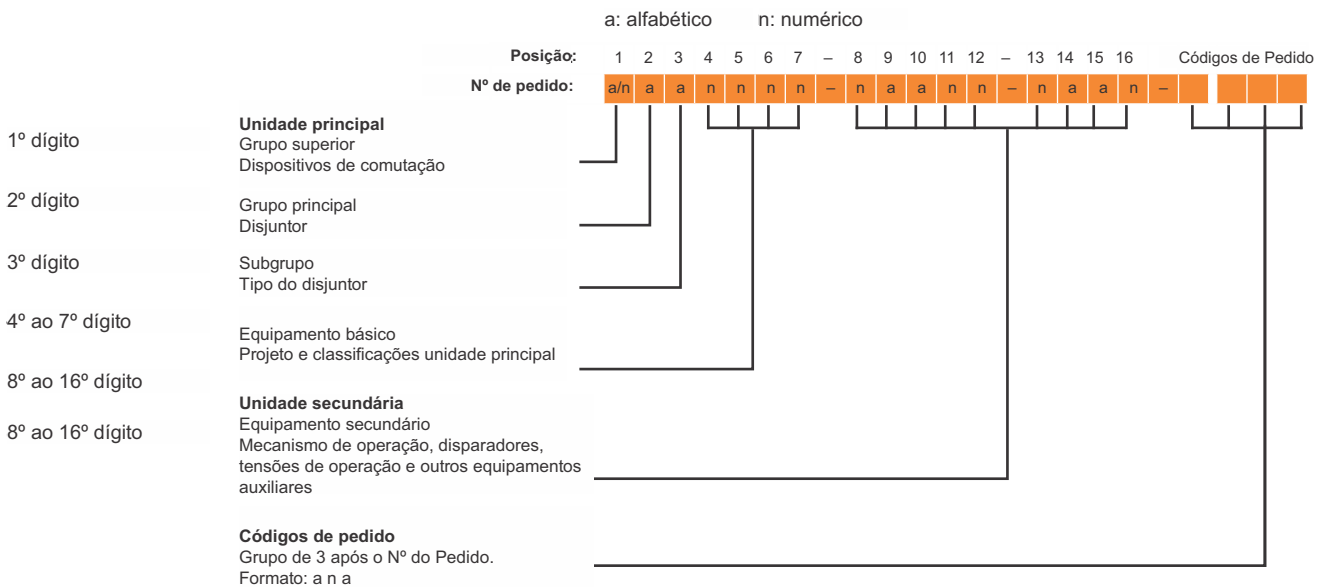 a: alfabético n: numérico
Posição: 1 2 3 4 5 6 7 – 8 9 10 11 12 – 13 14 15 16 Códigos de Pedido
Nº de pedido: a/n a a n n n n – n a a n n – n a a n –
1º dígito
Unidade principal
Grupo superior
Dispositivos de comutação
2º dígito
Grupo principal
Disjuntor
3º dígito
Subgrupo
Tipo do disjuntor
4º ao 7º dígito
Equipamento básico
Projeto e classificações unidade principal
8º ao 16º dígito
Unidade secundária
8º ao 16º dígito
Equipamento secundário
Mecanismo de operação, disparadores,
tensões de operação e outros equipamentos
auxiliares
Códigos de pedido
Grupo de 3 após o Nº do Pedido.
Formato: a n a